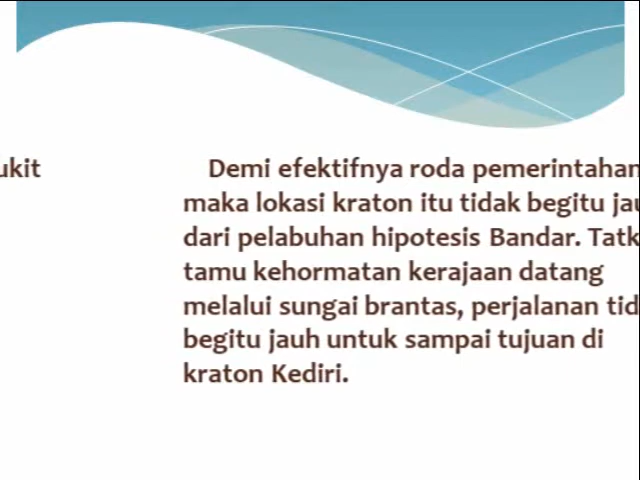 ukit
Demi efektifnya roda pemerintahan
maka lokasi kraton itu tidak begitu jau
dari pelabuhan hipotesis Bandar. Tatk
tamu kehormatan kerajaan datang
melalui sungai brantas, perjalanan tid
begitu jauh untuk sampai tujuan di
kraton Kediri.